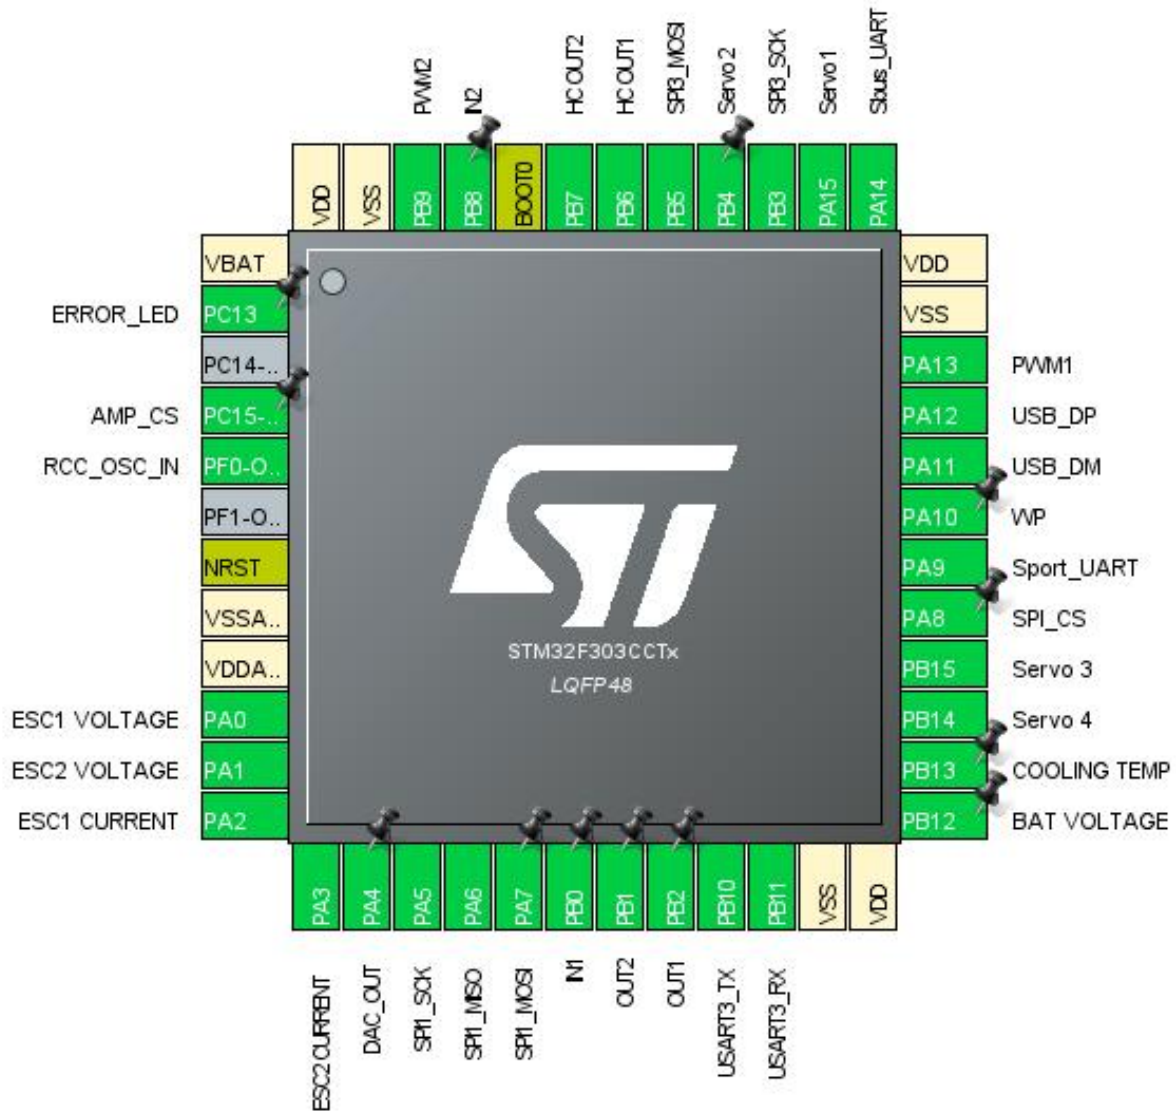 PWM2
IN2
HCOUT2
HCOUT1
SPI3_MOSI
Servo 2
SPI3_SCK
Servo 1
Sbus_UART
VDD
VSS
PB9
PB8
BOOT0
PB7
PB6
PB5
PB4
PB3
PA15
PA14
VBAT
ERROR_LED PC13
PC14-..
AMP_CS PC15-..
RCC_OSC_IN PF0-O..
PF1-O..
NRST
VSSA..
VDDA..
ESC1 VOLTAGE PA0
ESC2 VOLTAGE PA1
ESC1 CURRENT PA2
STM32F303CCTx
LQFP48
VDD
VSS
PA13 PWM1
PA12 USB_DP
PA11 USB_DM
PA10 WP
PA9 Sport_UART
PA8 SPI_CS
PB15 Servo 3
PB14 Servo 4
PB13 COOLING TEMP
PB12 BAT VOLTAGE
PA3
PA4
PA5
PA6
PA7
PB0
PB1
PB2
PB10
PB11
VSS
VDD
ESC2 CURRENT
DAC_OUT
SPI1_SCK
SPI1_MISO
SPI1_MOSI
IN1
OUT2
OUT1
USART3_TX
USART3_RX